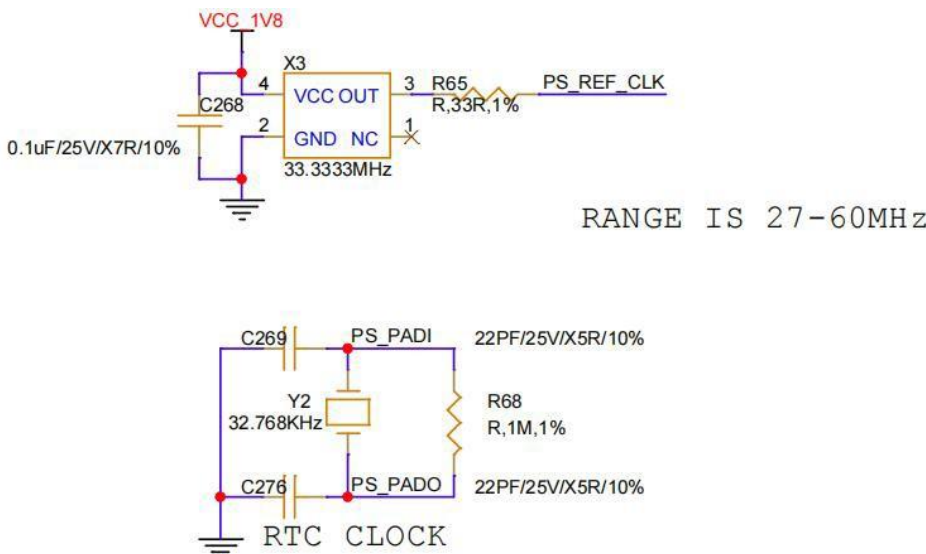 VCC_1V8
X3
4
VCC OUT
3
R65
PS_REF_CLK
R,33R,1%
C268
2
GND NC
1
0.1uF/25V/X7R/10%
33.3333MHz
RANGE IS 27-60MHz
C269
PS_PADI
22PF/25V/X5R/10%
Y2
32.768KHz
R68
R,1M,1%
C276
PS_PADO
22PF/25V/X5R/10%
RTC CLOCK